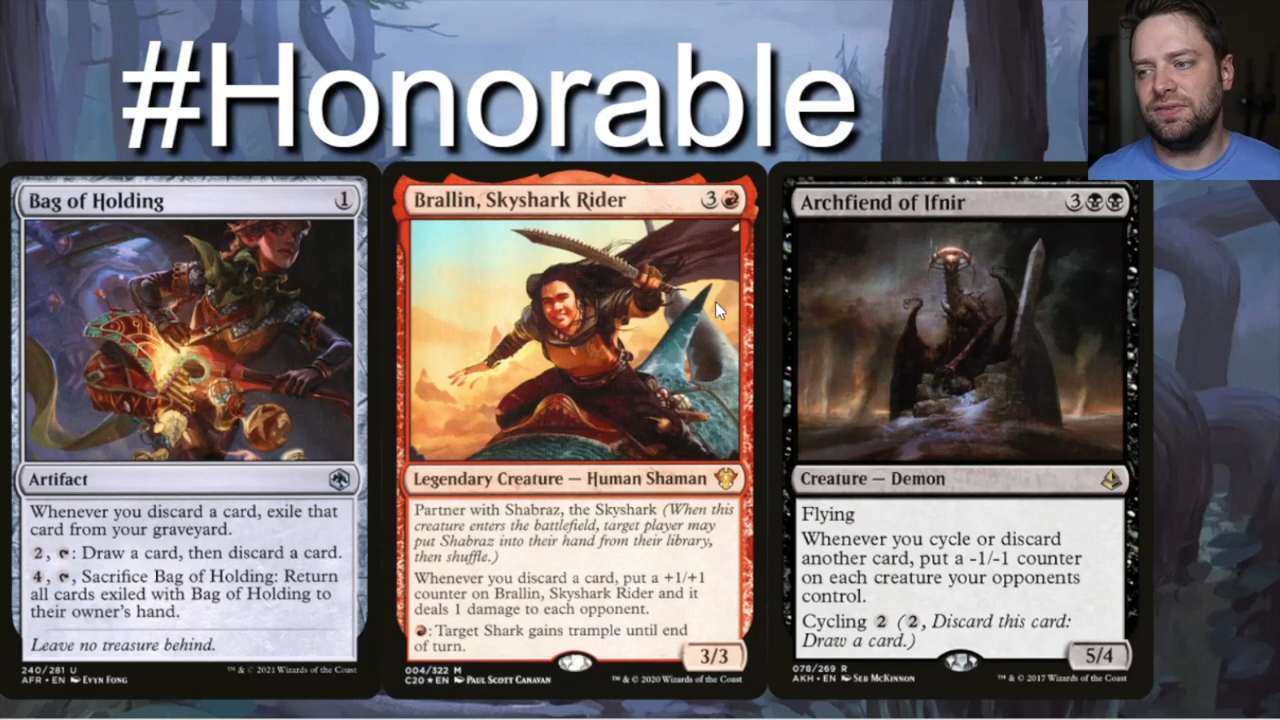 #Honorable
Bag of Holding 1
Artifact
Whenever you discard a card, exile that
card from your graveyard.
2, : Draw a card, then discard a card.
4, , Sacrifice Bag of Holding: Return
all cards exiled with Bag of Holding to
their owner's hand.
Leave no treasure behind.
240/281 U
AFR • EN EVYN FONG
™ & © 2021 Wizards of the Coast
Brallin, Skyshark Rider 3
Legendary Creature — Human Shaman
Partner with Shabraz, the Skyshark (When this
creature enters the battlefield, target player may
put Shabraz into their hand from their library,
then shuffle.)
Whenever you discard a card, put a +1/+1
counter on Brallin, Skyshark Rider and it
deals 1 damage to each opponent.
: Target Shark gains trample until end
of turn.
3/3
004/322 M
C20 ★ EN PAUL SCOTT CANAVAN
™ & © 2020 Wizards of the Coast
Archfiend of Ifnir 3
Creature — Demon
Flying
Whenever you cycle or discard
another card, put a -1/-1 counter
on each creature your opponents
control.
Cycling 2 (2, Discard this card:
Draw a card.)
5/4
078/269 R
AKH • EN SEB MCKINNON
™ & © 2017 Wizards of the Coast